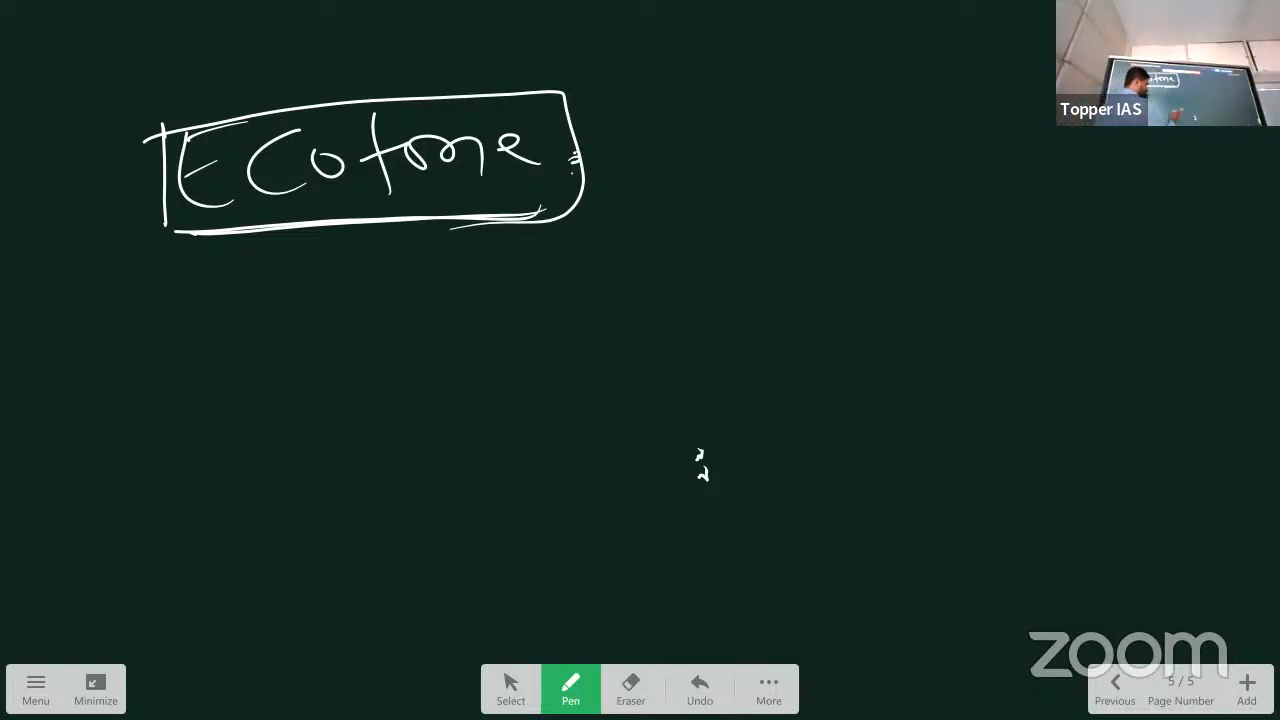 Ecotone
Topper IAS
zoom
Menu
Minimize
Select
Pen
Eraser
Undo
More
Previous
5 / 5
Page Number
Add